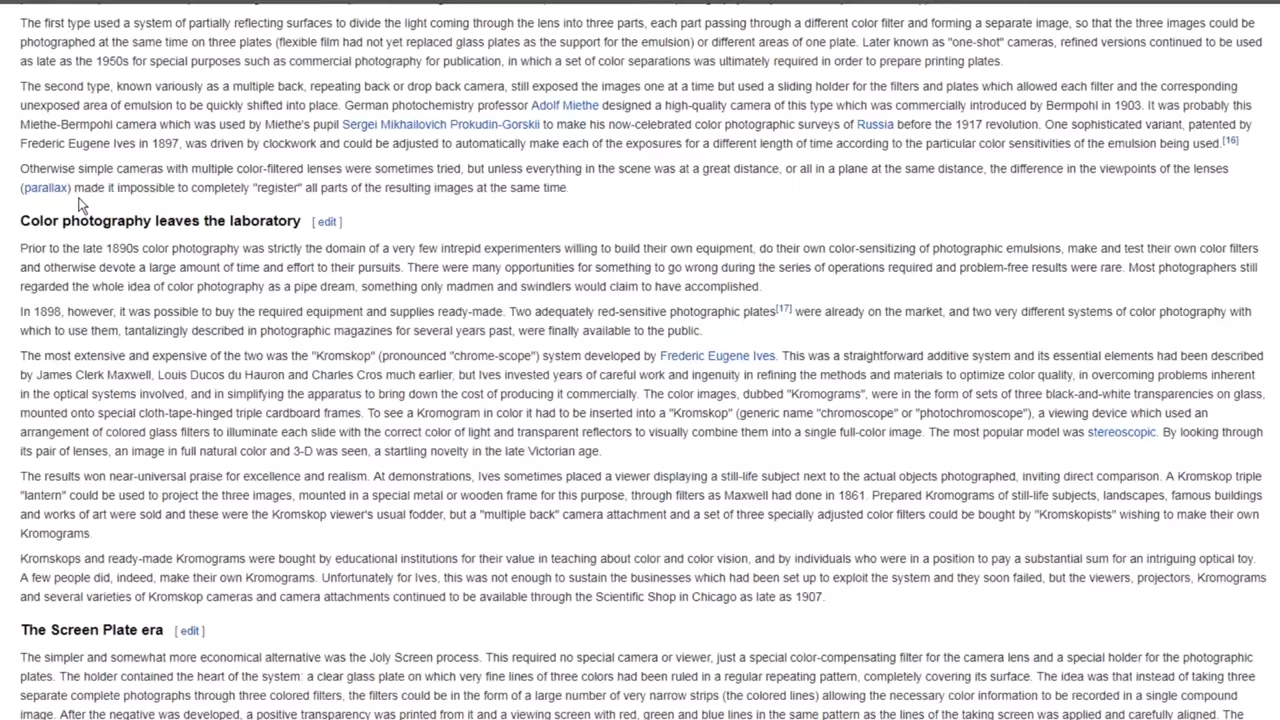 The first type used a system of partially reflecting surfaces to divide the light coming through the lens into three parts, each part passing through a different color filter and forming a separate image, so that the three images could be
photographed at the same time on three plates (flexible film had not yet replaced glass plates as the support for the emulsion) or different areas of one plate. Later known as "one-shot" cameras, refined versions continued to be used
as late as the 1950s for special purposes such as commercial photography for publication, in which a set of color separations was ultimately required in order to prepare printing plates.
The second type, known variously as a multiple back, repeating back or drop back camera, still exposed the images one at a time but used a sliding holder for the filters and plates which allowed each filter and the corresponding
unexposed area of emulsion to be quickly shifted into place. German photochemistry professor Adolf Miethe designed a high-quality camera of this type which was commercially introduced by Bermpohl in 1903. It was probably this
Miethe-Bermpohl camera which was used by Miethe's pupil Sergei Mikhailovich Prokudin-Gorskii to make his now-celebrated color photographic surveys of Russia before the 1917 revolution. One sophisticated variant, patented by
Frederic Eugene Ives in 1897, was driven by clockwork and could be adjusted to automatically make each of the exposures for a different length of time according to the particular color sensitivities of the emulsion being used.[16]
Otherwise simple cameras with multiple color-filtered lenses were sometimes tried, but unless everything in the scene was at a great distance, or all in a plane at the same distance, the difference in the viewpoints of the lenses
(parallax) made it impossible to completely "register" all parts of the resulting images at the same time.
Color photography leaves the laboratory [ edit ]
Prior to the late 1890s color photography was strictly the domain of a very few intrepid experimenters willing to build their own equipment, do their own color-sensitizing of photographic emulsions, make and test their own color filters
and otherwise devote a large amount of time and effort to their pursuits. There were many opportunities for something to go wrong during the series of operations required and problem-free results were rare. Most photographers still
regarded the whole idea of color photography as a pipe dream, something only madmen and swindlers would claim to have accomplished.
In 1898, however, it was possible to buy the required equipment and supplies ready-made. Two adequately red-sensitive photographic plates[17] were already on the market, and two very different systems of color photography with
which to use them, tantalizingly described in photographic magazines for several years past, were finally available to the public.
The most extensive and expensive of the two was the "Kromskop" (pronounced "chrome-scope") system developed by Frederic Eugene Ives. This was a straightforward additive system and its essential elements had been described
by James Clerk Maxwell, Louis Ducos du Hauron and Charles Cros much earlier, but Ives invested years of careful work and ingenuity in refining the methods and materials to optimize color quality, in overcoming problems inherent
in the optical systems involved, and in simplifying the apparatus to bring down the cost of producing it commercially. The color images, dubbed "Kromograms", were in the form of sets of three black-and-white transparencies on glass,
mounted onto special cloth-tape-hinged triple cardboard frames. To see a Kromogram in color it had to be inserted into a "Kromskop" (generic name "chromoscope" or "photochromoscope"), a viewing device which used an
arrangement of colored glass filters to illuminate each slide with the correct color of light and transparent reflectors to visually combine them into a single full-color image. The most popular model was stereoscopic. By looking through
its pair of lenses, an image in full natural color and 3-D was seen, a startling novelty in the late Victorian age.
The results won near-universal praise for excellence and realism. At demonstrations, Ives sometimes placed a viewer displaying a still-life subject next to the actual objects photographed, inviting direct comparison. A Kromskop triple
"lantern" could be used to project the three images, mounted in a special metal or wooden frame for this purpose, through filters as Maxwell had done in 1861. Prepared Kromograms of still-life subjects, landscapes, famous buildings
and works of art were sold and these were the Kromskop viewer's usual fodder, but a "multiple back" camera attachment and a set of three specially adjusted color filters could be bought by "Kromskopists" wishing to make their own
Kromograms.
Kromskops and ready-made Kromograms were bought by educational institutions for their value in teaching about color and color vision, and by individuals who were in a position to pay a substantial sum for an intriguing optical toy.
A few people did, indeed, make their own Kromograms. Unfortunately for Ives, this was not enough to sustain the businesses which had been set up to exploit the system and they soon failed, but the viewers, projectors, Kromograms
and several varieties of Kromskop cameras and camera attachments continued to be available through the Scientific Shop in Chicago as late as 1907.
The Screen Plate era [ edit ]
The simpler and somewhat more economical alternative was the Joly Screen process. This required no special camera or viewer, just a special color-compensating filter for the camera lens and a special holder for the photographic
plates. The holder contained the heart of the system: a clear glass plate on which very fine lines of three colors had been ruled in a regular repeating pattern, completely covering its surface. The idea was that instead of taking three
separate complete photographs through three colored filters, the filters could be in the form of a large number of very narrow strips (the colored lines) allowing the necessary color information to be recorded in a single compound
image. After the negative was developed, a positive transparency was printed from it and a viewing screen with red, green and blue lines in the same pattern as the lines of the taking screen was applied and carefully aligned. The